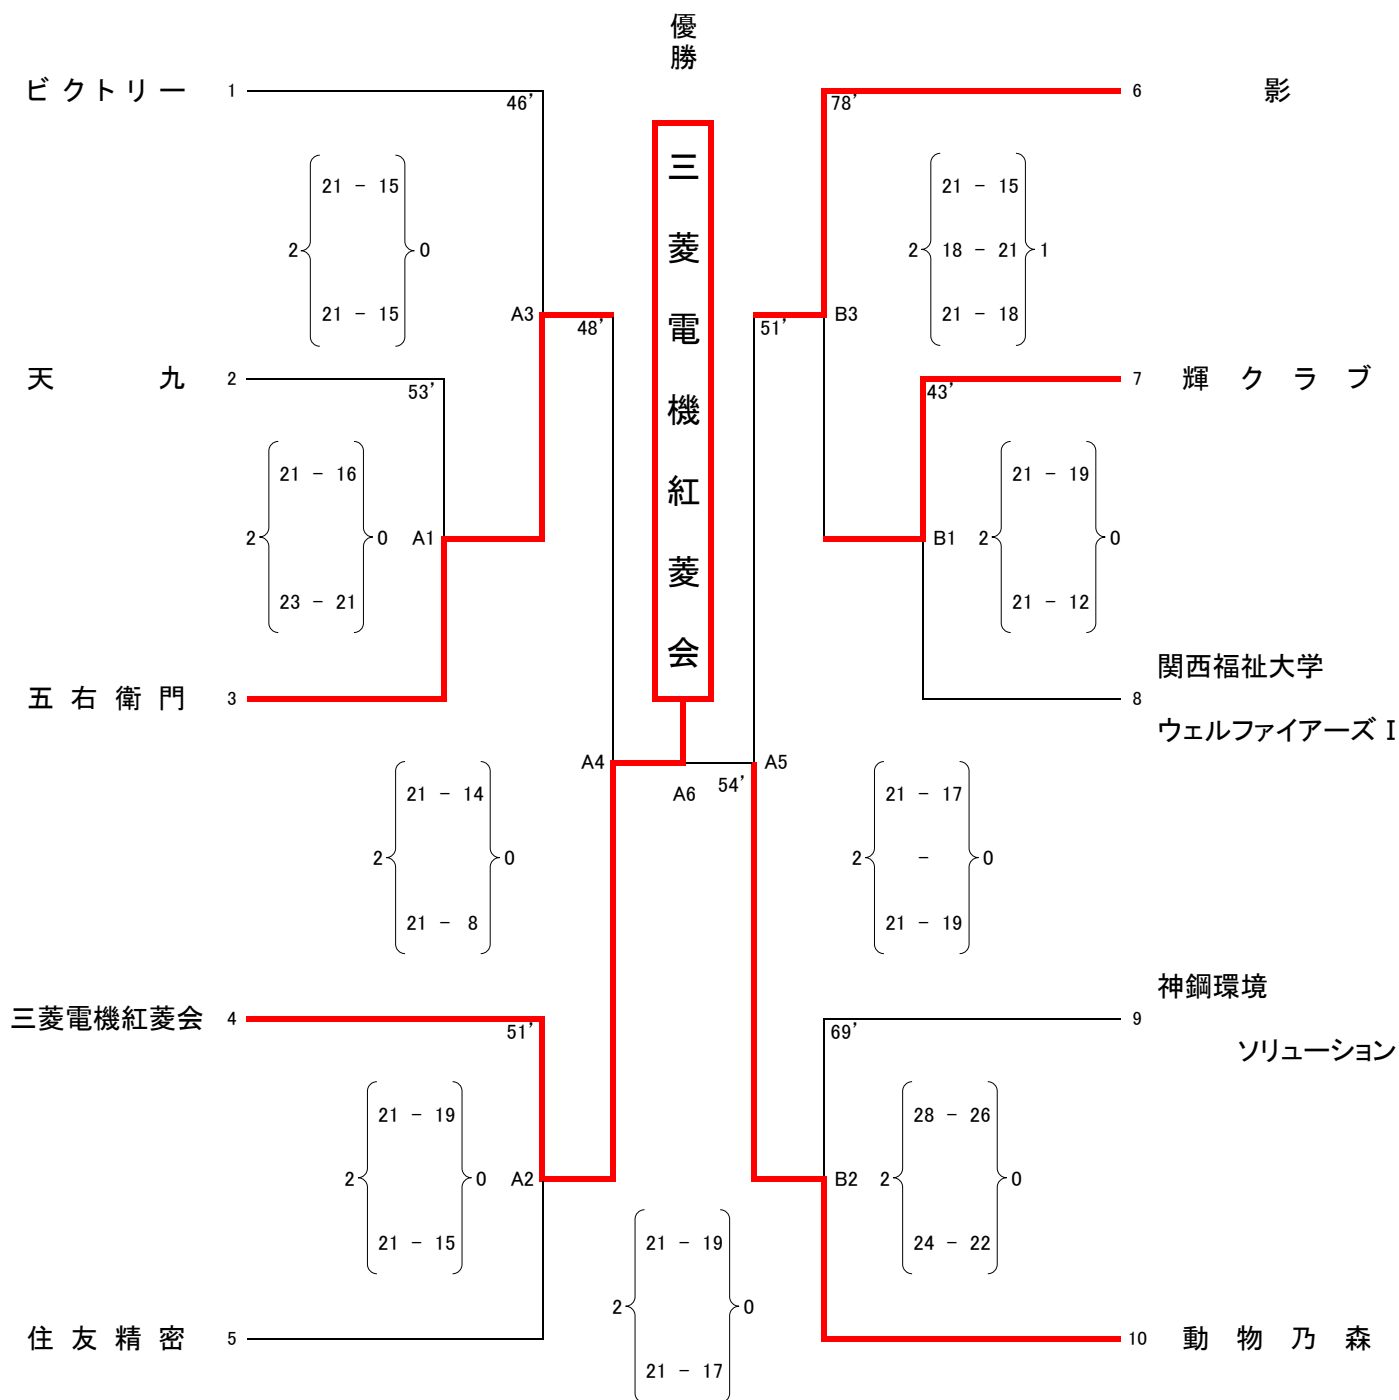 優
勝
三菱電機紅菱会
ビクトリー 1
46'
21 - 15
2 0
21 - 15
A3
48'
天九 2
53'
21 - 16
2 0 A1
23 - 21
五右衛門 3
A4
21 - 14
2 0
21 - 8
三菱電機紅菱会 4
51'
21 - 19
2 0 A2
21 - 15
住友精密 5
78'
6 影
21 - 15
2 18 - 21 1
21 - 18
51'
B3
43'
7 輝クラブ
21 - 19
B1 2 0
21 - 12
関西福祉大学
8
ウェルファイアーズ I
A5
54'
A6
21 - 17
2 - 0
21 - 19
神鋼環境
69'
9
ソリューション
28 - 26
B2 2 0
24 - 22
10 動物乃森
21 - 19
2 0
21 - 17